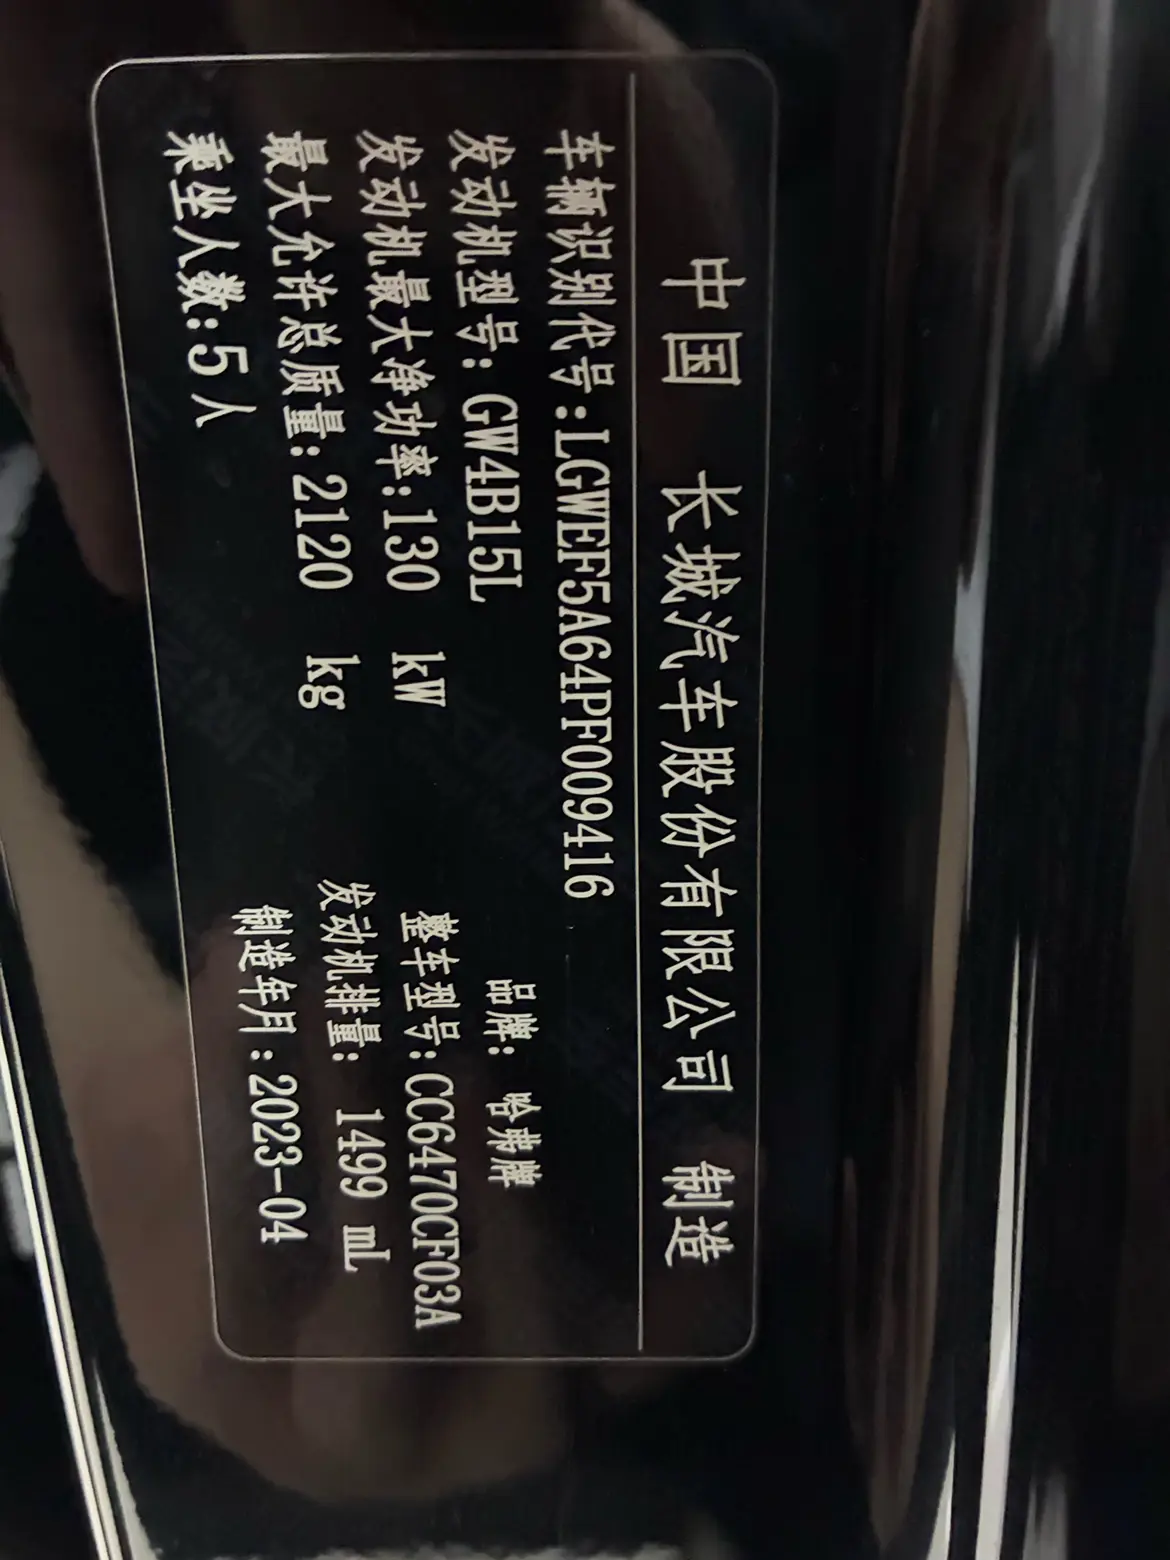 中国 长城汽车股份有限公司 制造
车辆识别代号:LGWEF5A64PF009416
发动机型号:GW4B15L 品牌: 哈弗牌
发动机最大净功率:130 kW 整车型号:CC6470CF03A
最大允许总质量:2120 kg 发动机排量: 1499 mL
乘坐人数:5人 制造年月:2023-04